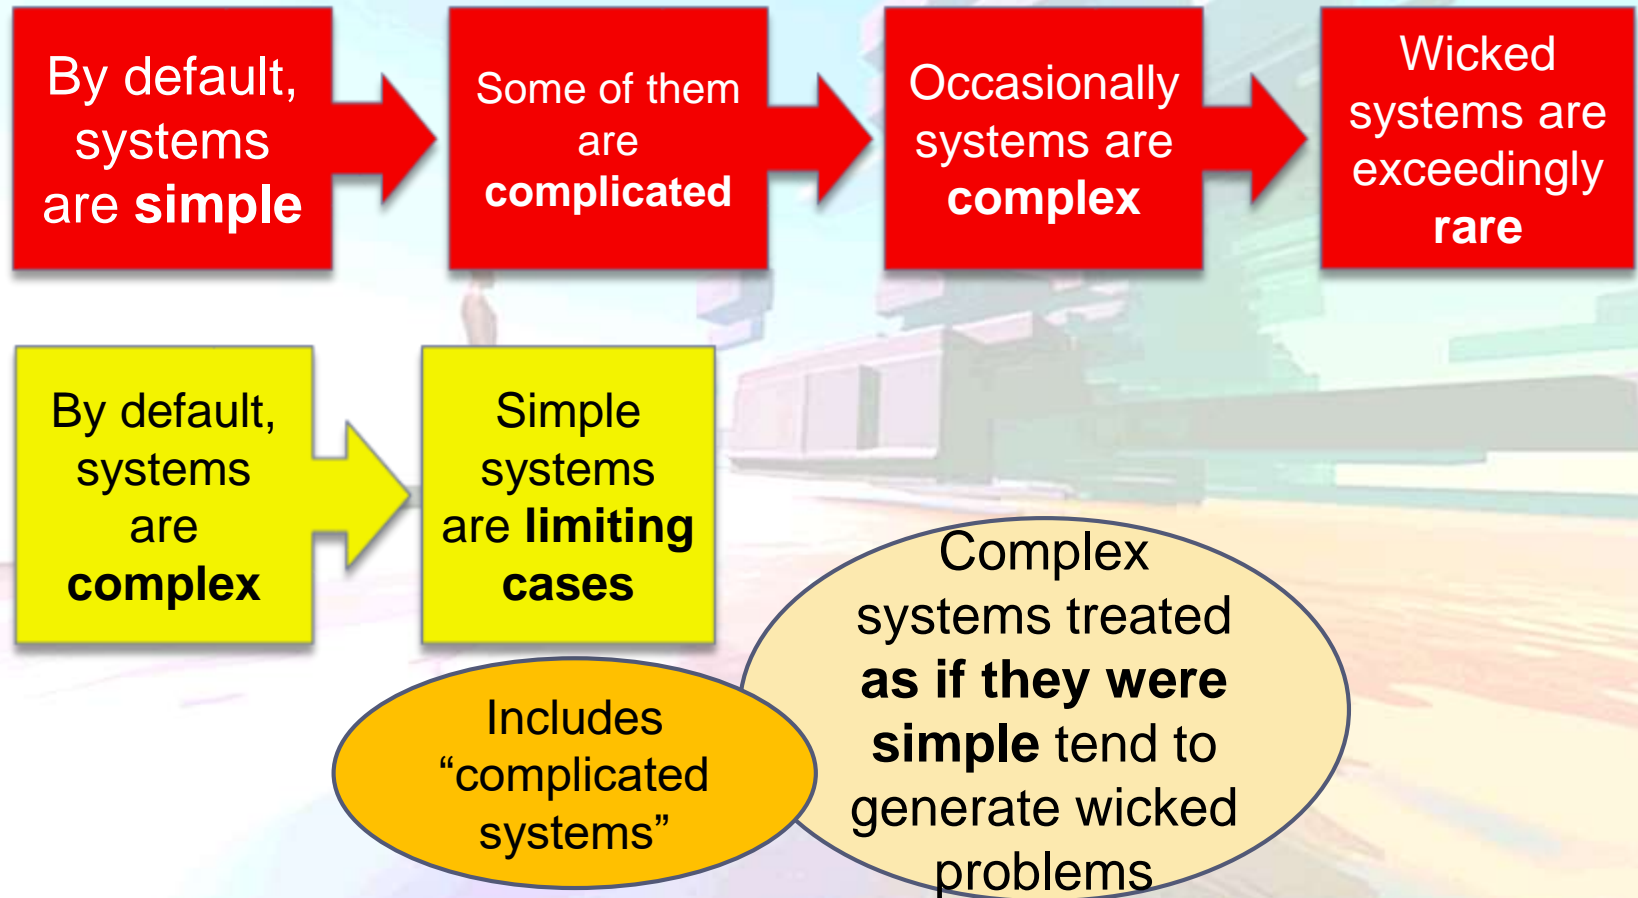 By default,
systems
are simple
Some of them
are
complicated
Occasionally
systems are
complex
Wicked
systems are
exceedingly
rare
By default,
systems
are
complex
Simple
systems
are limiting
cases
Includes
“complicated
systems”
Complex
systems treated
as if they were
simple tend to
generate wicked
problems